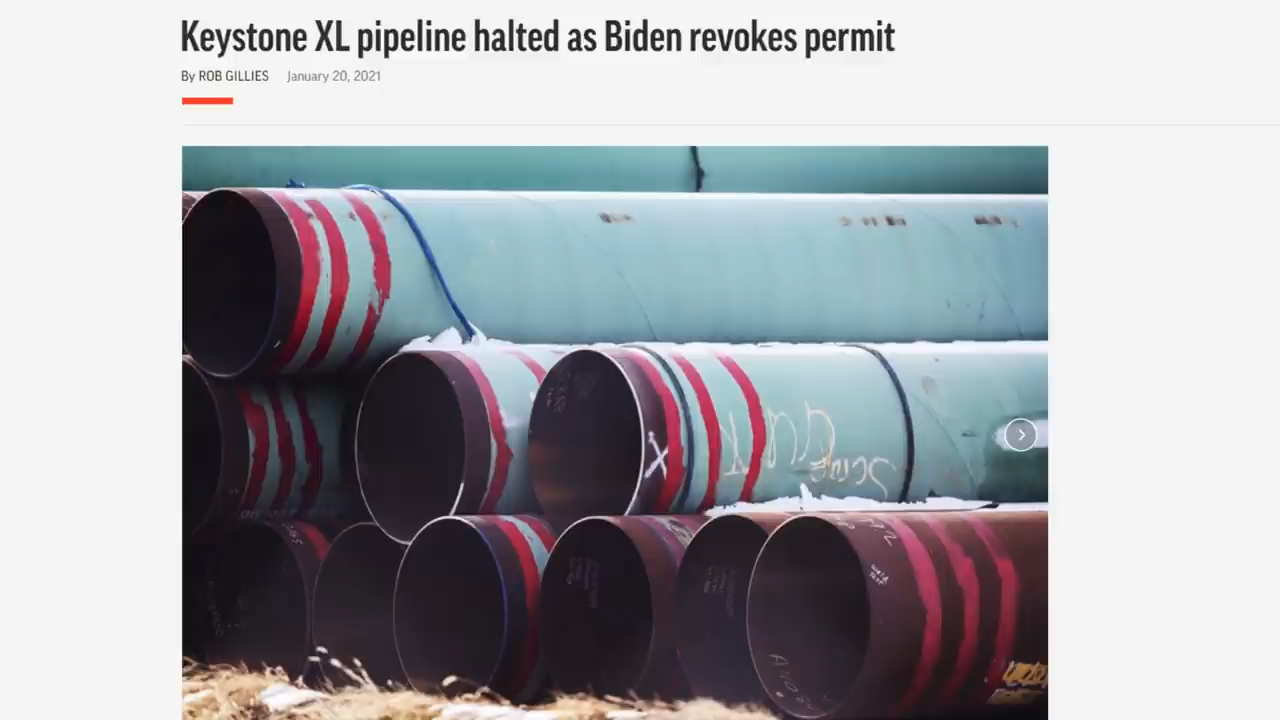 Keystone XL pipeline halted as Biden revokes permit
By ROB GILLIES January 20, 2021
X